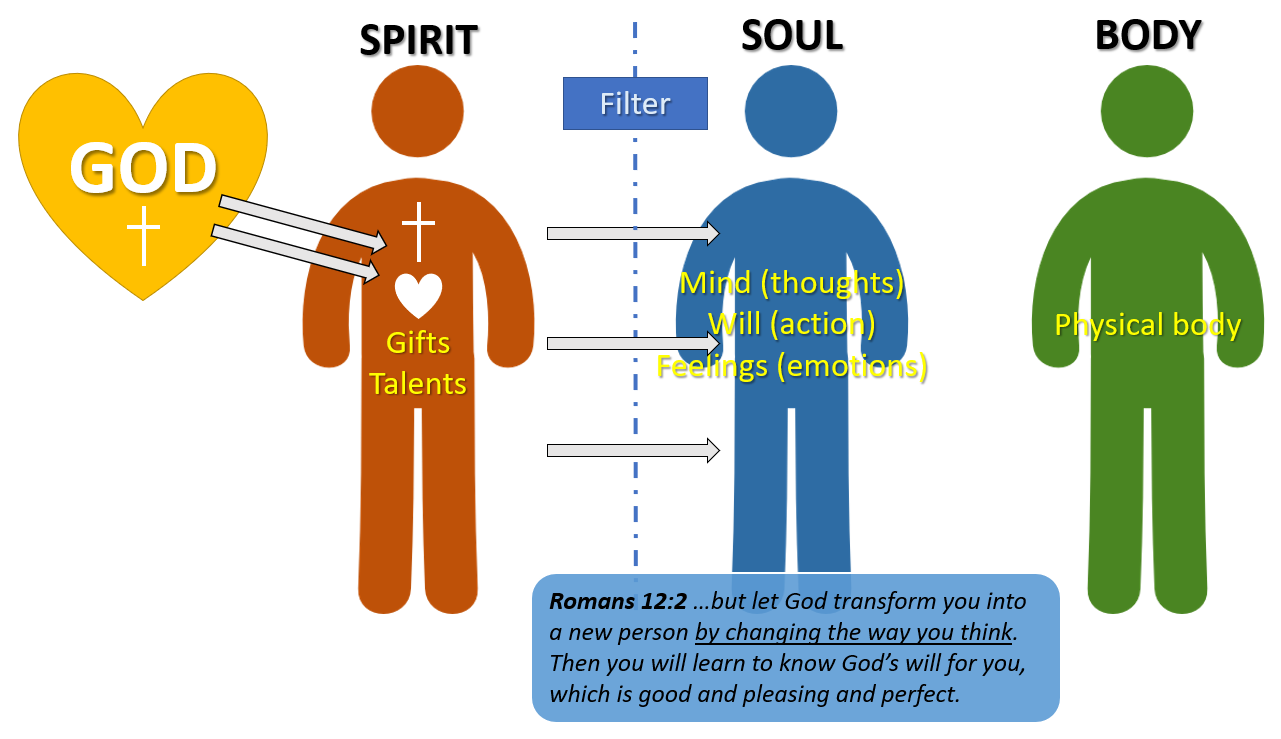 SPIRIT
SOUL
BODY
Filter
GOD
Gifts
Talents
Mind (thoughts)
Will (action)
Feelings (emotions)
Physical body
Romans 12:2 …but let God transform you into
a new person by changing the way you think.
Then you will learn to know God’s will for you,
which is good and pleasing and perfect.